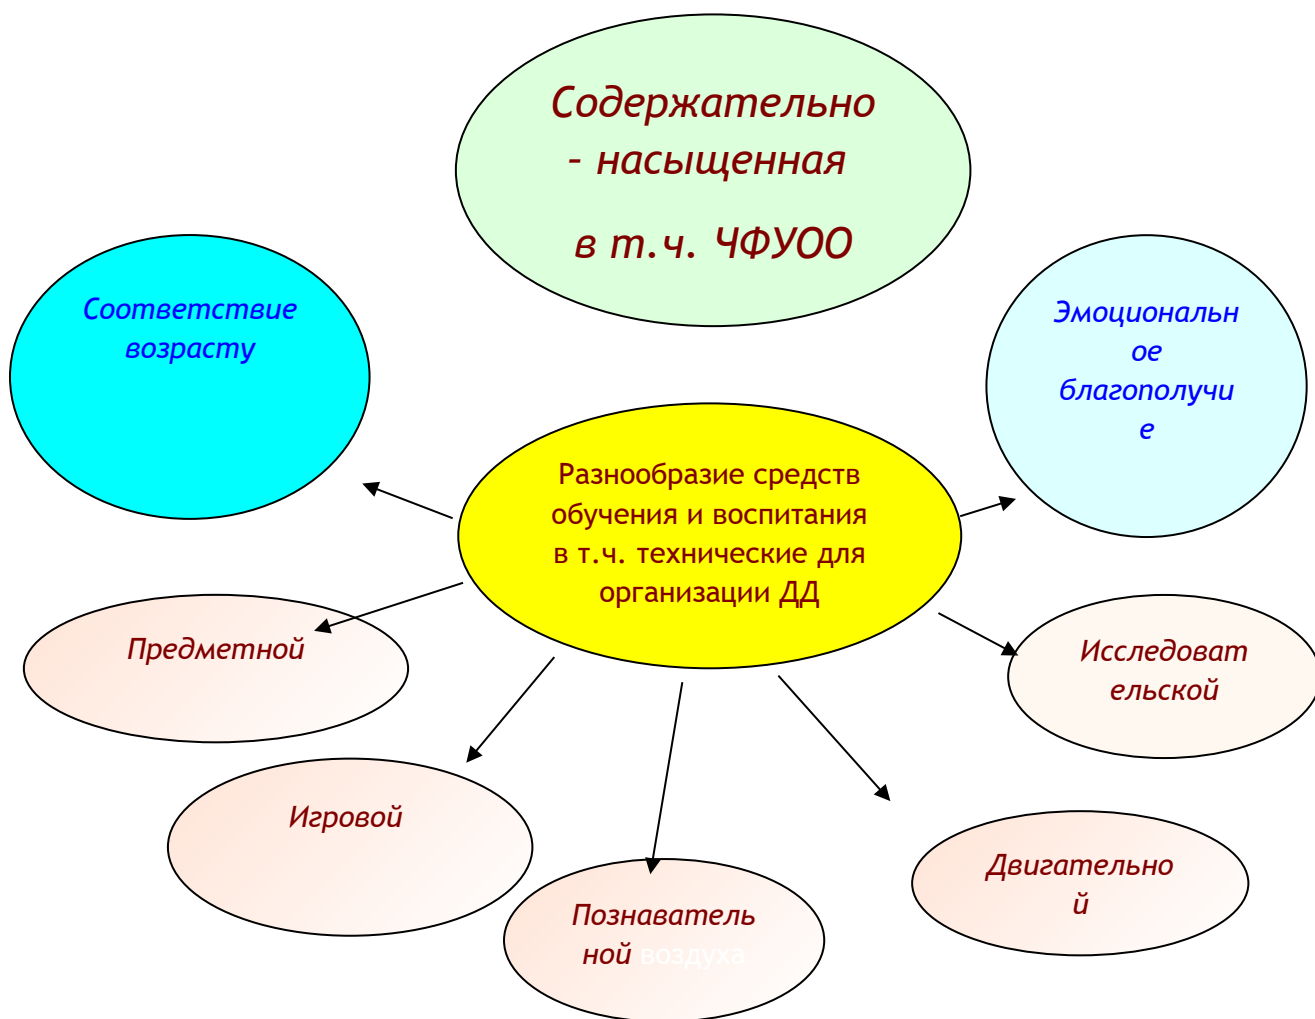 Содержательно
- насыщенная
в т.ч. ЧФУОО
Соответствие
возрасту
Эмоциональн
ое
благополучи
е
Разнообразие средств
обучения и воспитания
в т.ч. технические для
организации ДД
Предметной
Исследоват
ельской
Игровой
Двигательно
й
Познаватель
ной воздуха